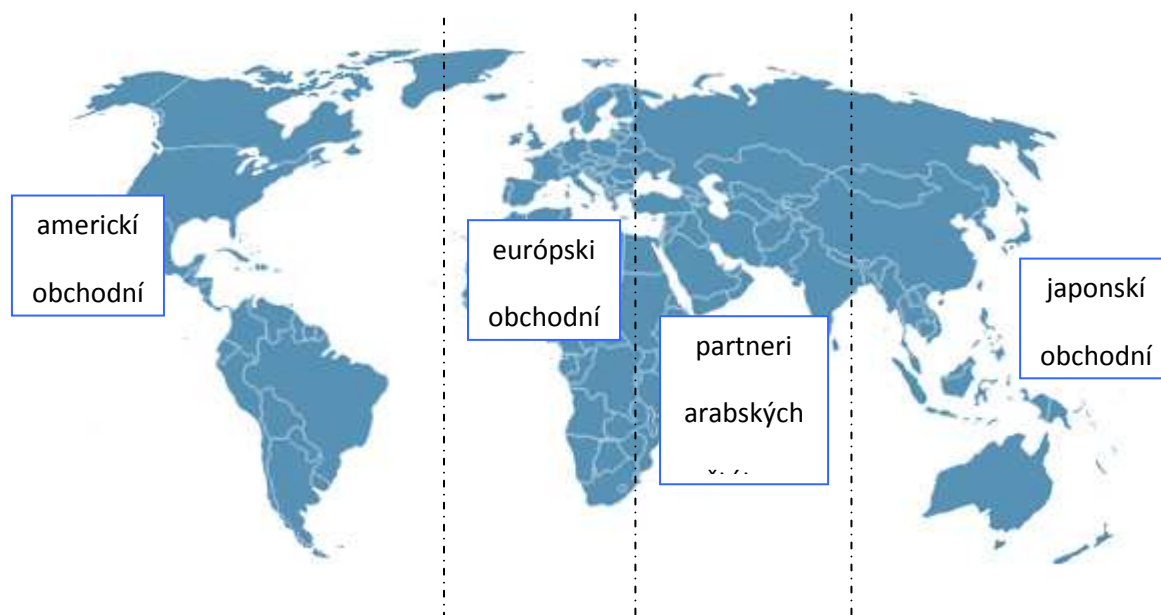 americkí
obchodní
európski
obchodní
partneri
arabských
japonskí
obchodní